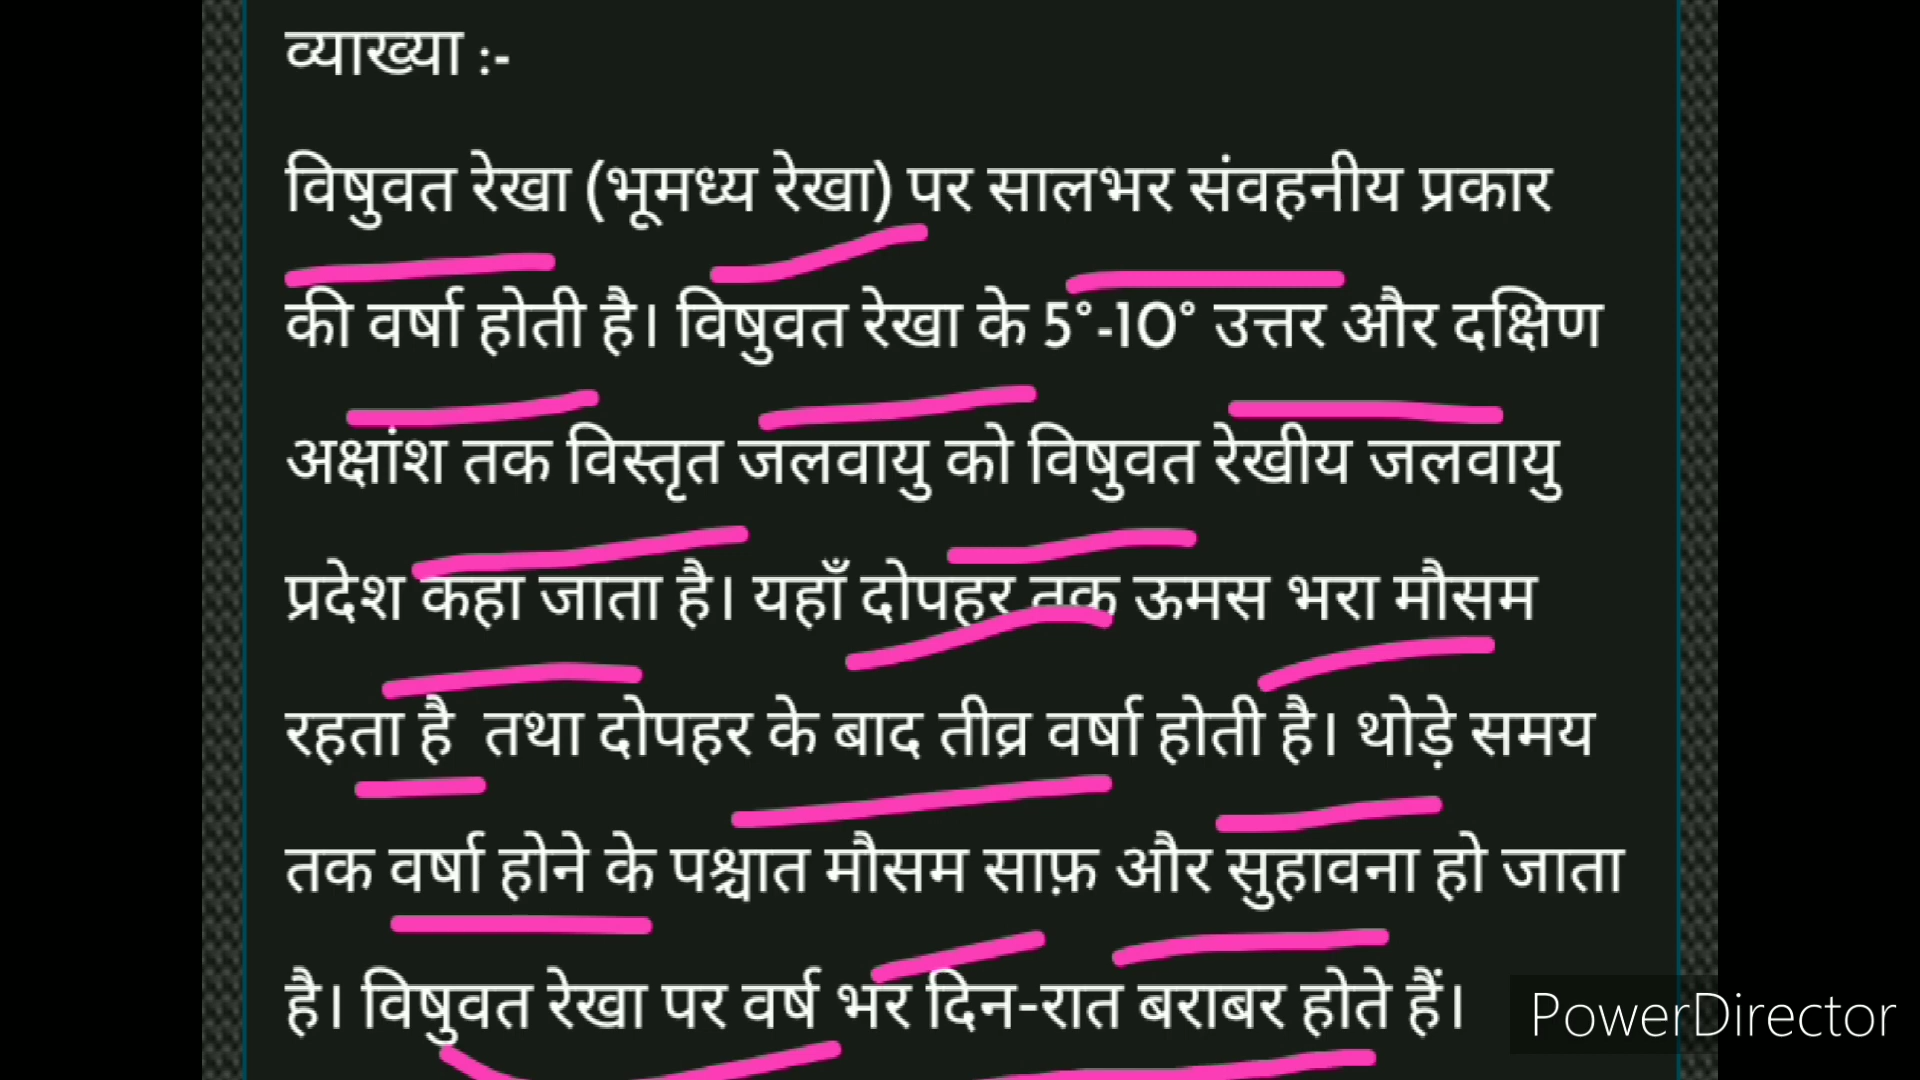 व्याख्या :-
विषुवत रेखा (भूमध्य रेखा) पर सालभर संवहनीय प्रकार
की वर्षा होती है। विषुवत रेखा के 5°-10° उत्तर और दक्षिण
अक्षांश तक विस्तृत जलवायु को विषुवत रेखीय जलवायु
प्रदेश कहा जाता है। यहाँ दोपहर तक ऊमस भरा मौसम
रहता है तथा दोपहर के बाद तीव्र वर्षा होती है। थोड़े समय
तक वर्षा होने के पश्चात मौसम साफ़ और सुहावना हो जाता
है। विषुवत रेखा पर वर्ष भर दिन-रात बराबर होते हैं।
PowerDirector